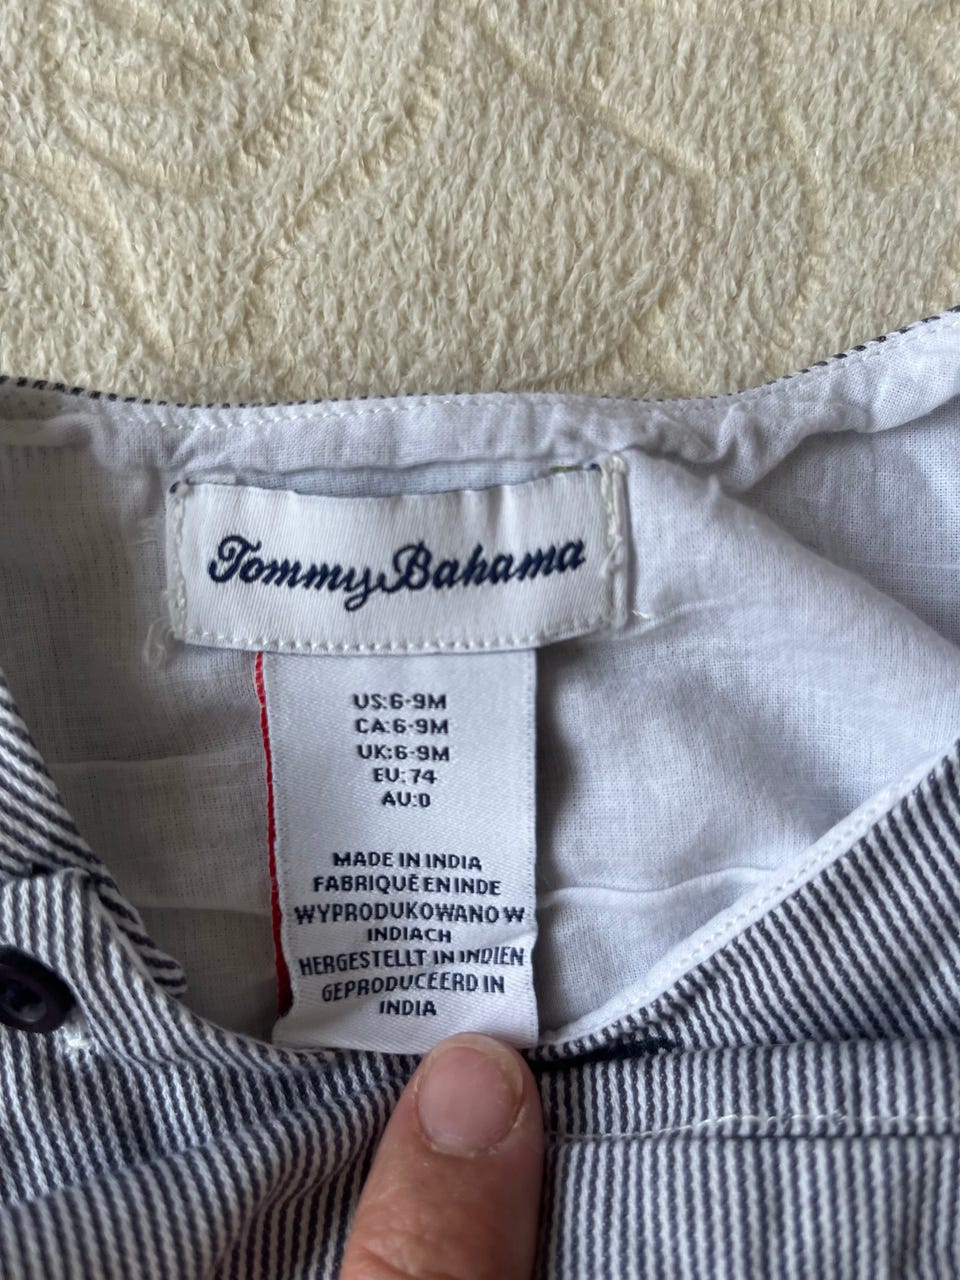 Tommy Bahama
US:6-9M
CA:6-9M
UK:6-9M
EU:74
AU:0
MADE IN INDIA
FABRIQUÉ EN INDE
WYPRODUKOWANO W
INDIACH
HERGESTELLT IN INDIEN
GEPRODUCEERD IN
INDIA